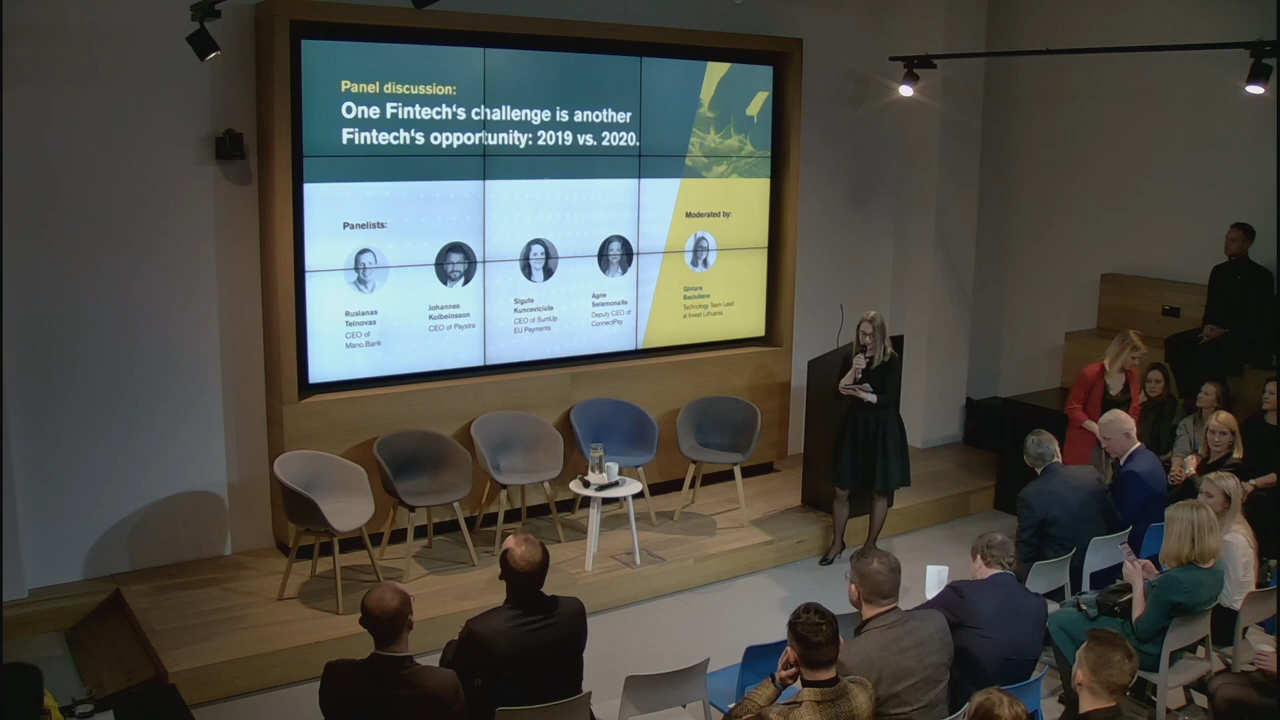 Panel discussion:
One Fintech‘s challenge is another
Fintech‘s opportunity: 2019 vs. 2020.
Panelists:
Moderated by:
Ruslanas
Telnovas
CEO of
Mano.Bank
Johannes
Kolbeinsson
CEO of Paystra
Sigute
Kunceviciute
CEO of SumUp
EU Payments
Agne
Selemonaite
Deputy CEO of
ConnectPay
Gintare
Baciuliene
Technology Team Lead
at Invest Lithuania